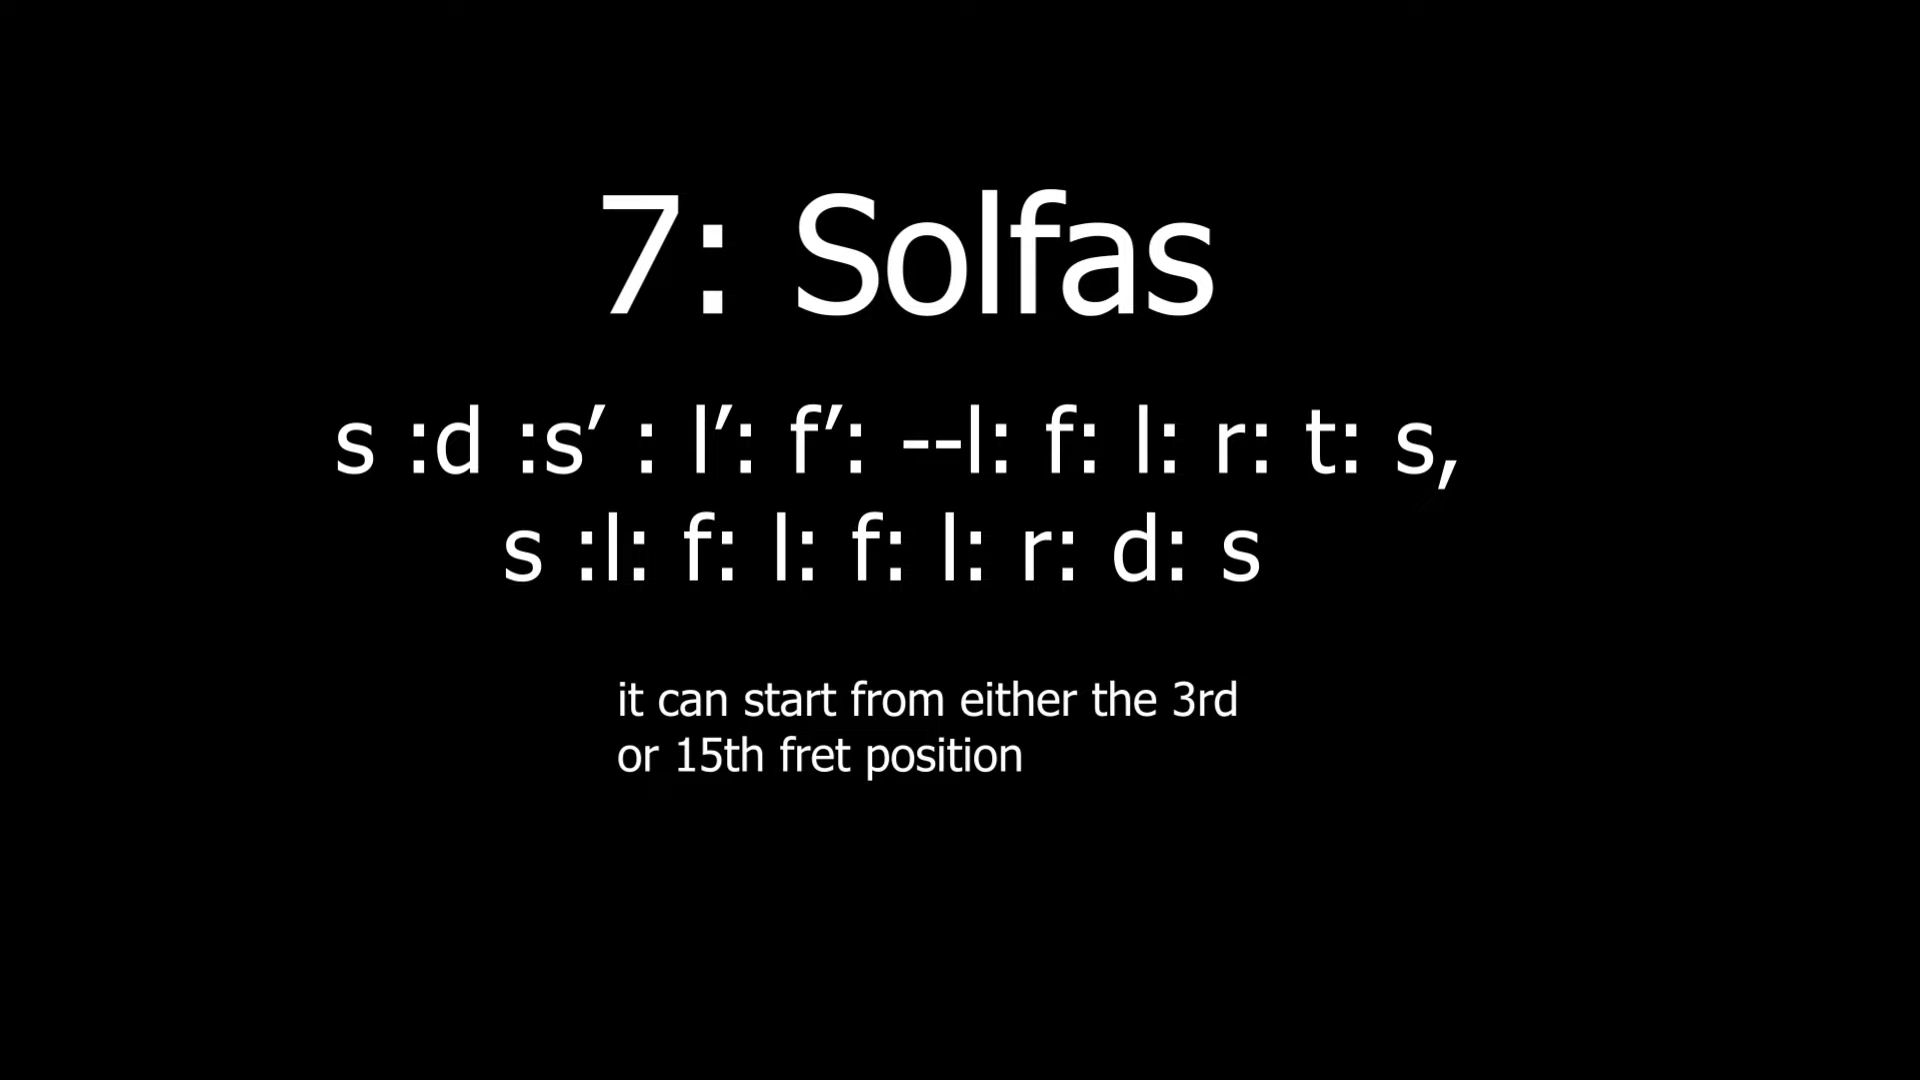 7: Solfas
s :d :s’ : l’: f’: --l: f: l: r: t: s,
s :l: f: l: f: l: r: d: s
it can start from either the 3rd
or 15th fret position